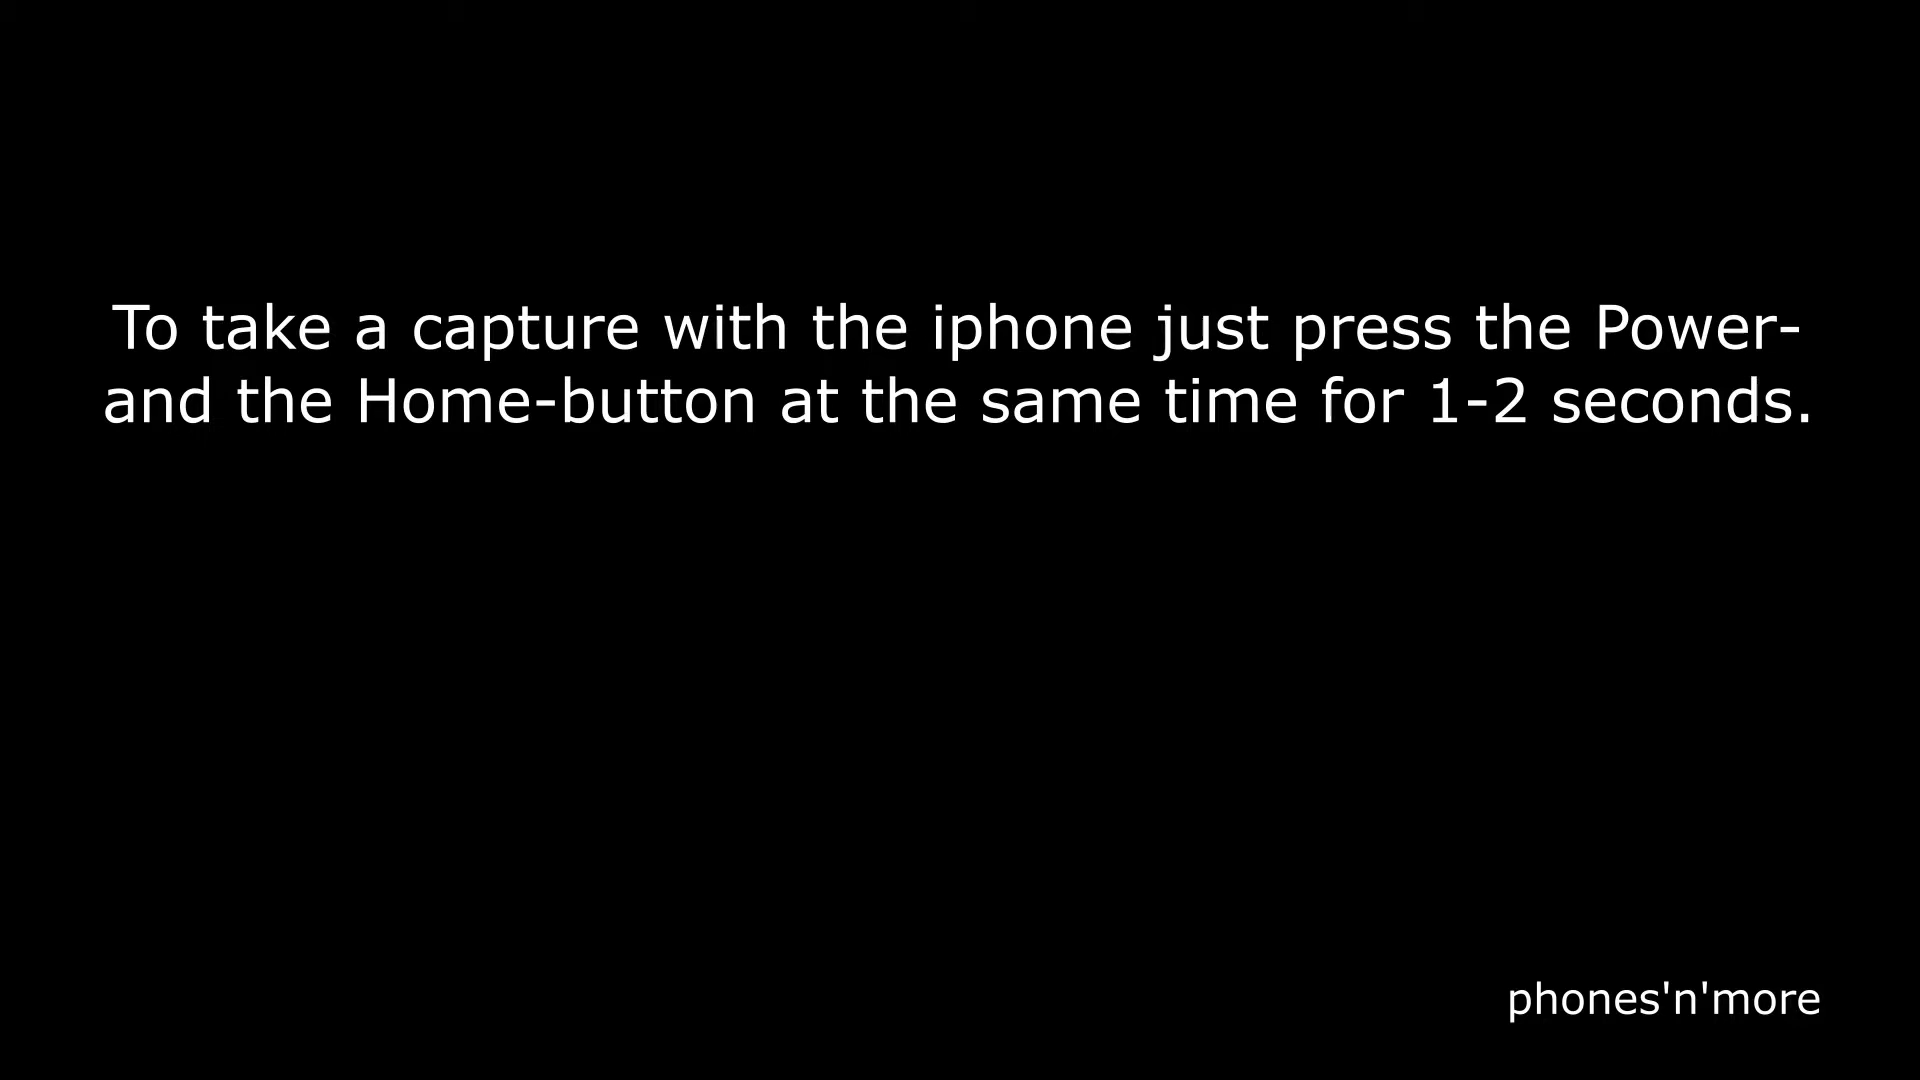 To take a capture with the iphone just press the Power-
and the Home-button at the same time for 1-2 seconds.
phones'n'more